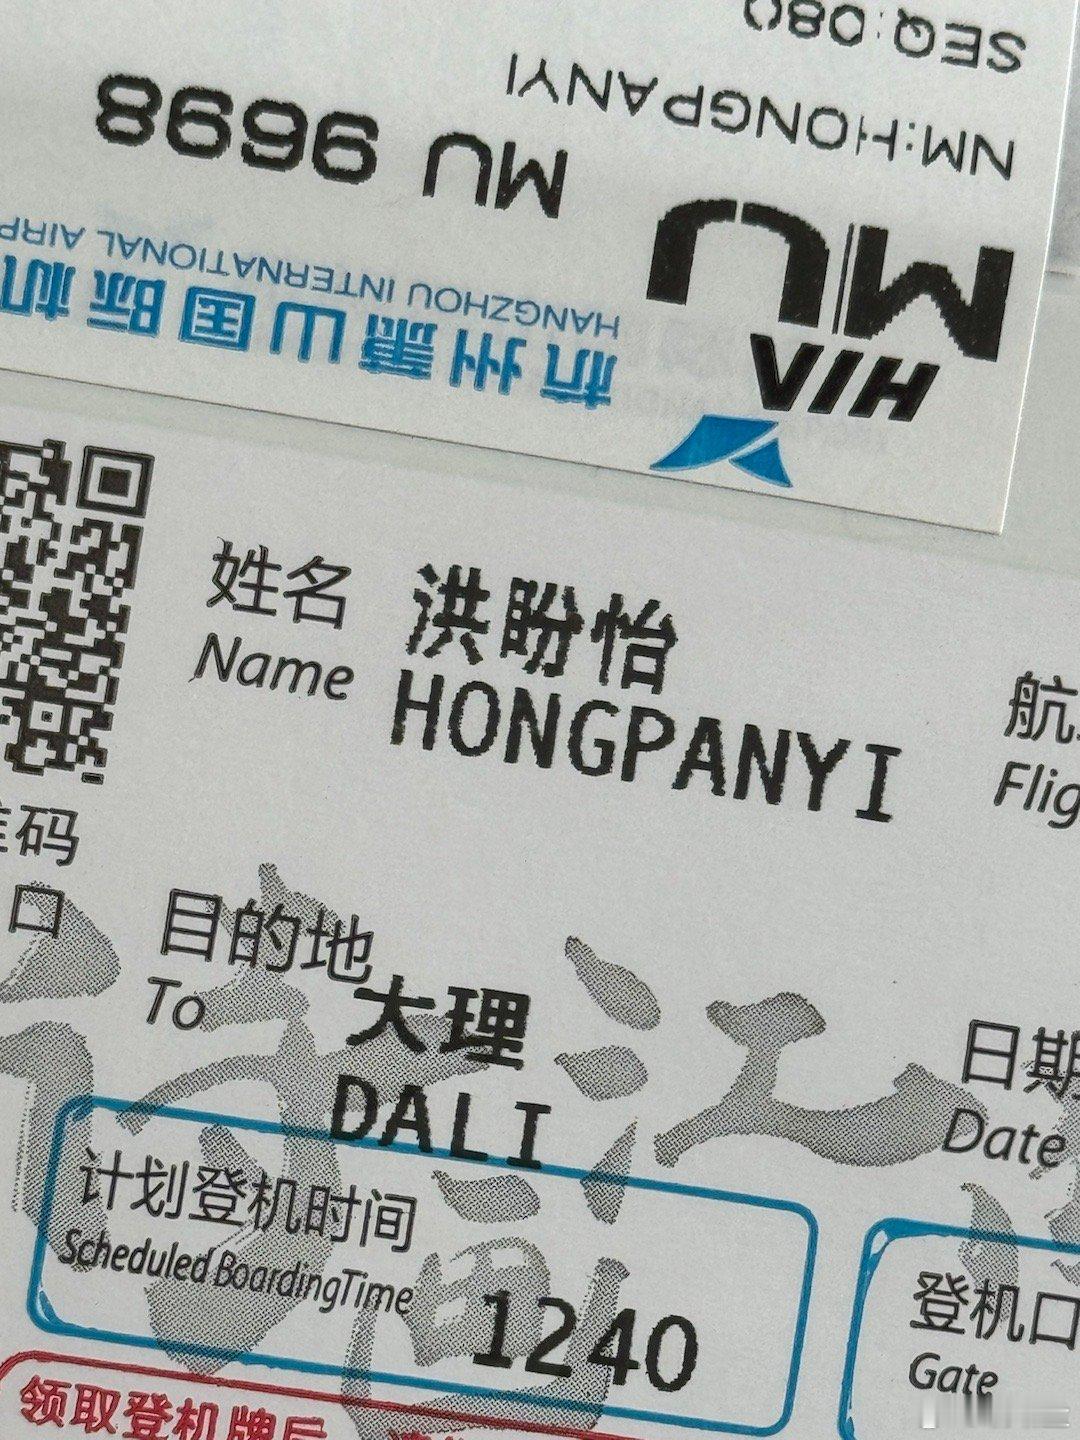 SEQ:080
NM:HONGPANYI
MU 9698
MU
HIA
杭州萧山国际机
HANGZHOU INTERNATIONAL AIRP
姓名 洪盼怡
Name HONGPANYI
航
Flig
码
口
目的地 大理
To DALI
日期
Date
计划登机时间
Scheduled BoardingTime 1240
登机口
Gate
领取登机牌后